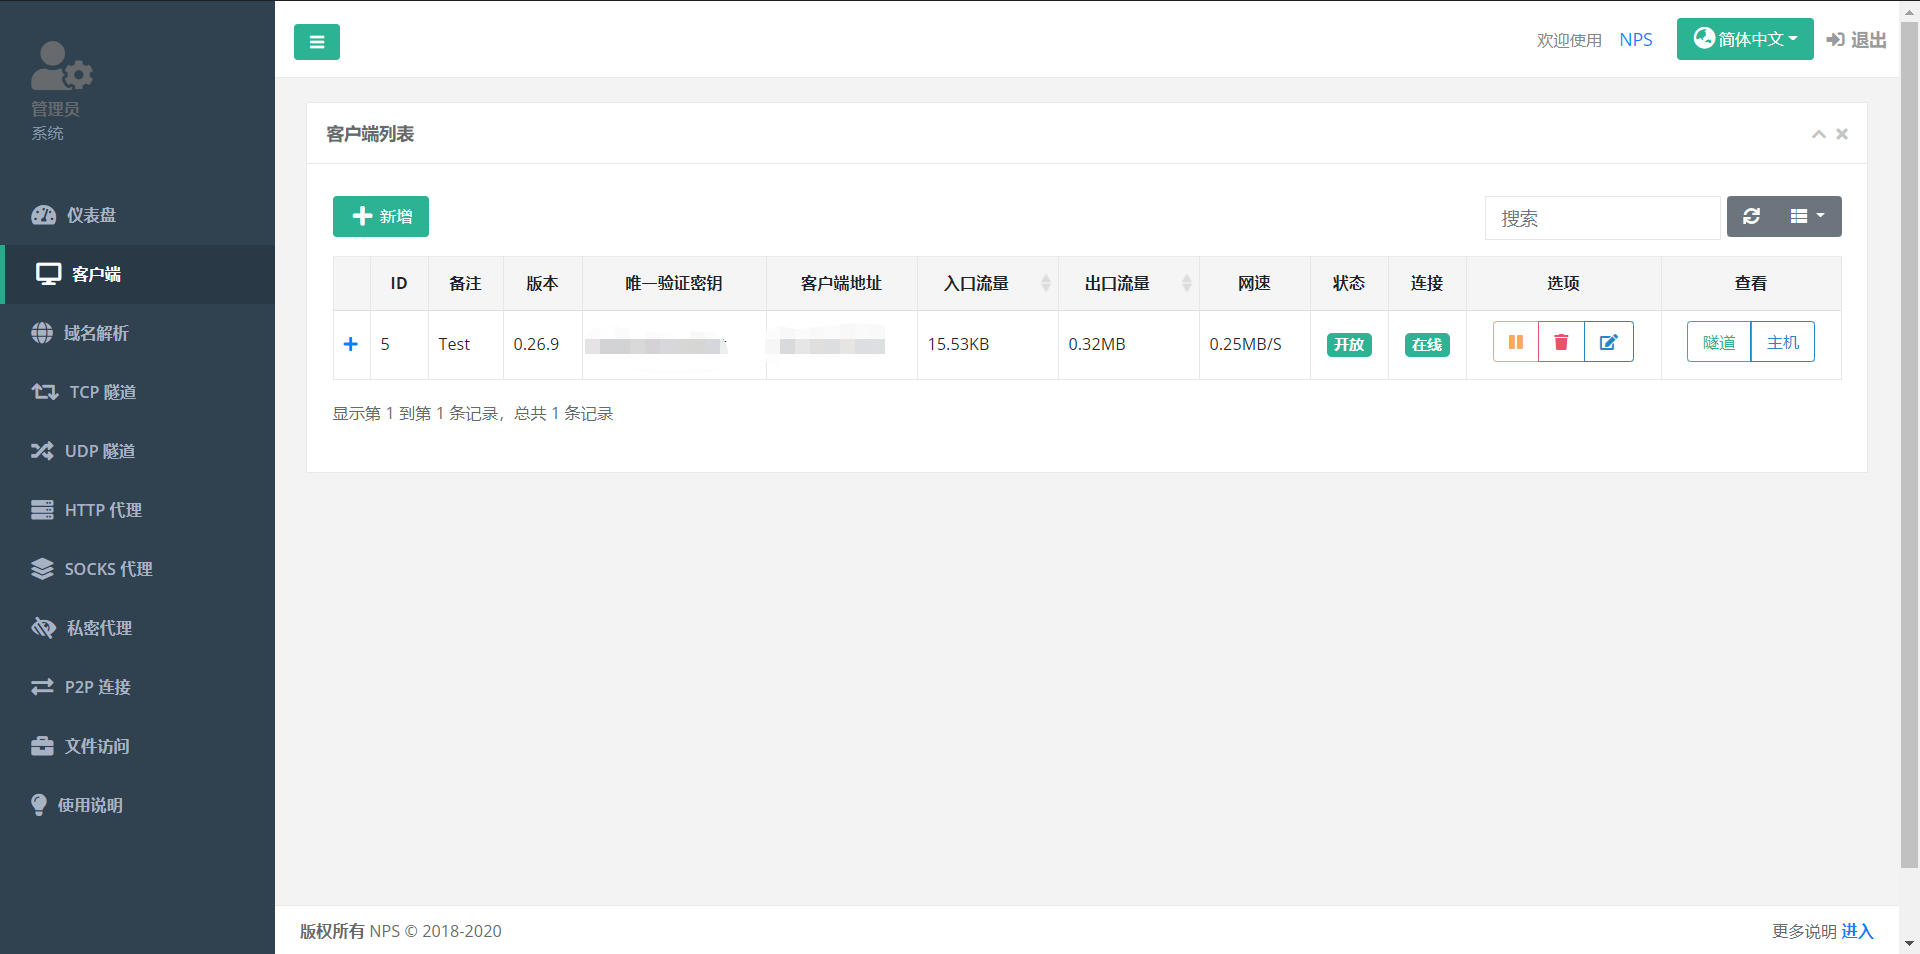 管理员
系统
仪表盘
客户端
域名解析
TCP 隧道
UDP 隧道
HTTP 代理
SOCKS 代理
私密代理
P2P 连接
文件访问
使用说明
欢迎使用 NPS 简体中文 退出
客户端列表
新增 搜索
ID 备注 版本 唯一验证密钥 客户端地址 入口流量 出口流量 网速 状态 连接 选项 查看
5 Test 0.26.9 15.53KB 0.32MB 0.25MB/S 开放 在线 隧道 主机
显示第 1 到第 1 条记录，总共 1 条记录
版权所有 NPS © 2018-2020 更多说明 进入